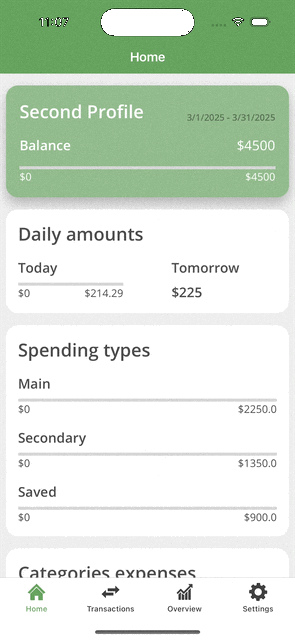 11:07
Home
Second Profile
3/1/2025 - 3/31/2025
Balance
$4500
$0
$4500
Daily amounts
Today
Tomorrow
$0
$214.29
$225
Spending types
Main
$0
$2250.0
Secondary
$0
$1350.0
Saved
$0
$900.0
Categories expenses
Home
Transactions
Overview
Settings